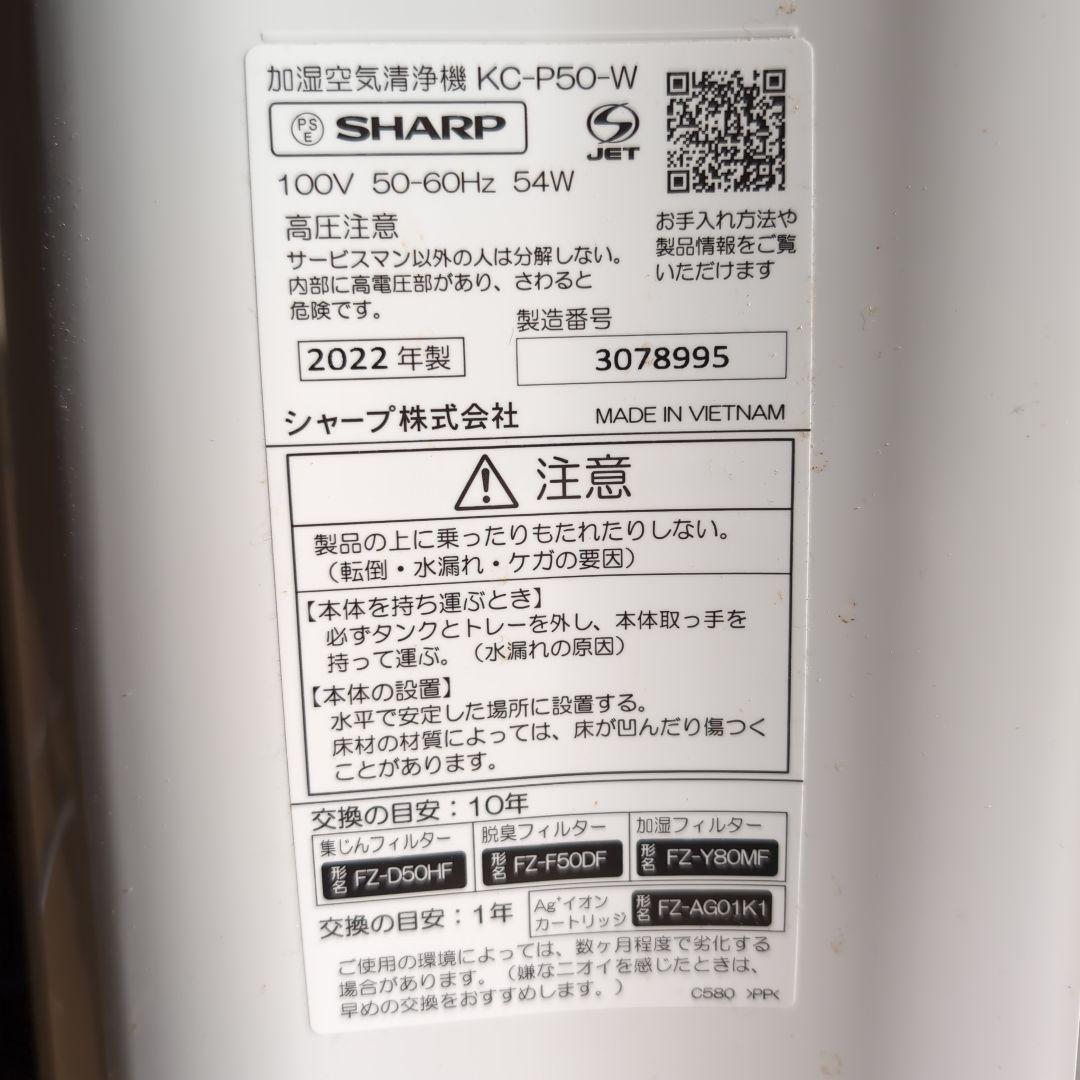 加湿空気清浄機 KC-P50-W
PS E SHARP
JET
100V 50-60Hz 54W
高圧注意
サービスマン以外の人は分解しない。
内部に高電圧部があり、さわると
危険です。
お手入れ方法や
製品情報をご覧
いただけます
製造番号
2022年製
3078995
シャープ株式会社
MADE IN VIETNAM
注意
製品の上に乗ったりもたれたりしない。
（転倒・水漏れ・ケガの要因）
【本体を持ち運ぶとき】
必ずタンクとトレーを外し、本体取っ手を
持って運ぶ。（水漏れの原因）
【本体の設置】
水平で安定した場所に設置する。
床材の材質によっては、床が凹んだり傷つく
ことがあります。
交換の目安：10年
集じんフィルター
形名 FZ-D50HF
脱臭フィルター
形名 FZ-F50DF
加湿フィルター
形名 FZ-Y80MF
交換の目安：1年
Ag⁺イオン
カートリッジ
形名 FZ-AG01K1
ご使用の環境によっては、数ヶ月程度で劣化する
場合があります。（嫌なニオイを感じたときは、
早めの交換をおすすめします。）
C580 >PP<